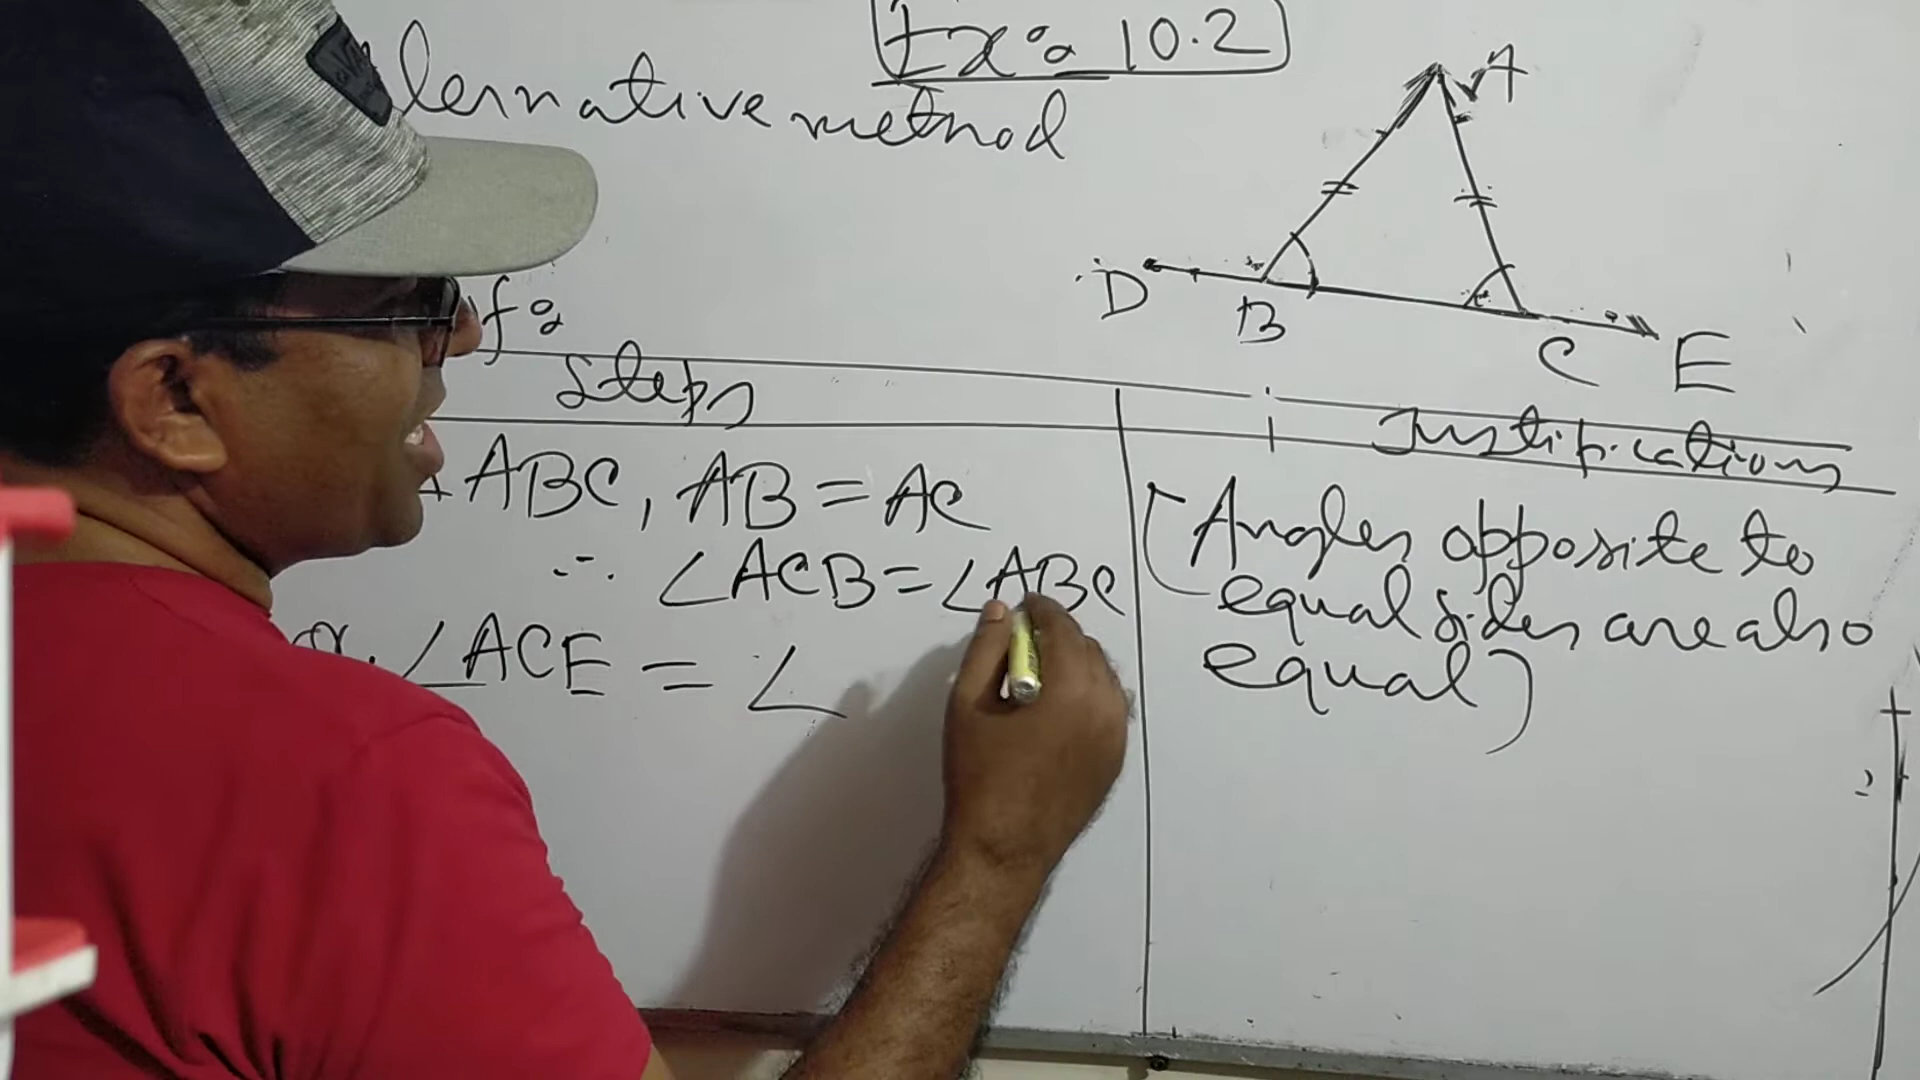 Ex: 10.2
lternative method
A
D
B
C
E
f:
Steps
Justifications
ABC, AB = AC
∴ ∠ACB = ∠ABC
∠ACE = ∠
(Angles opposite to
equal sides are also
equal)